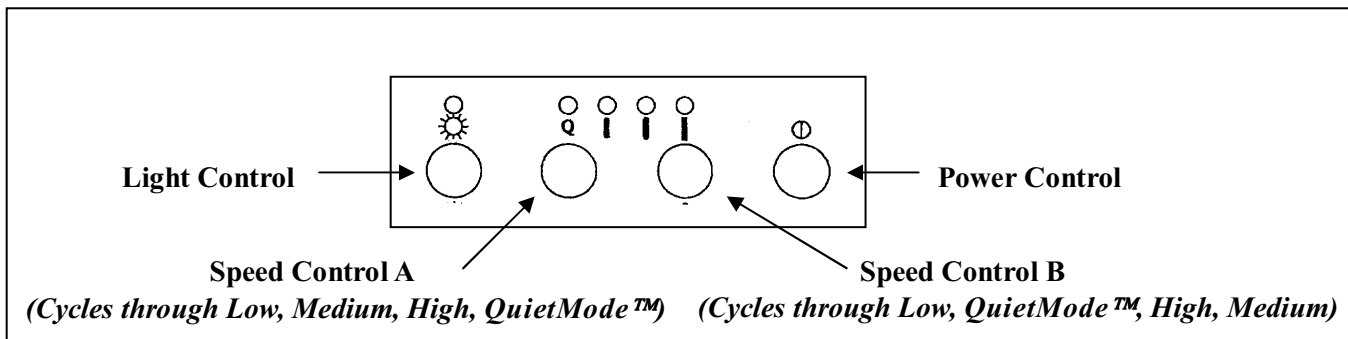 Q
Light Control
Power Control
Speed Control A
Speed Control B
(Cycles through Low, Medium, High, QuietMode™)
(Cycles through Low, QuietMode™, High, Medium)